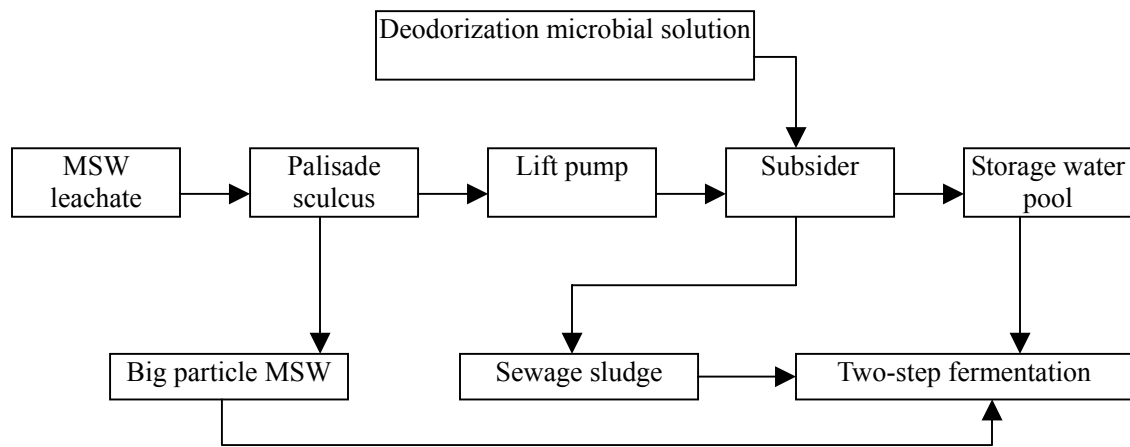 Deodorization microbial solution
MSW
leachate
Palisade
sculcus
Lift pump
Subsider
Storage water
pool
Big particle MSW
Sewage sludge
Two-step fermentation